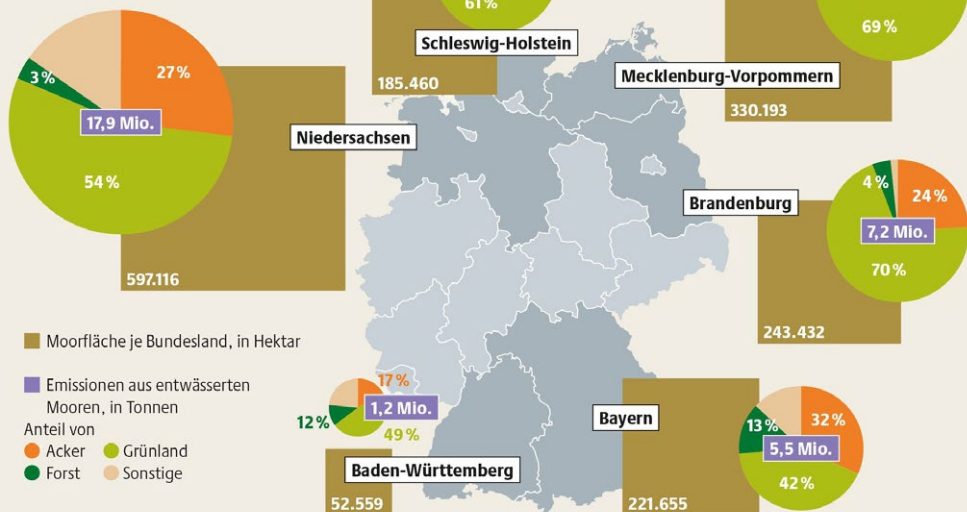 61 %
69 %
Schleswig-Holstein
185.460
Mecklenburg-Vorpommern
330.193
27 %
3 %
17,9 Mio.
54 %
Niedersachsen
597.116
Brandenburg
4 %
24 %
7,2 Mio.
70 %
243.432
Moorfläche je Bundesland, in Hektar
Emissionen aus entwässerten
Mooren, in Tonnen
Anteil von
Acker
Grünland
Forst
Sonstige
17 %
1,2 Mio.
12 %
49 %
Baden-Württemberg
52.559
Bayern
32 %
13 %
5,5 Mio.
42 %
221.655